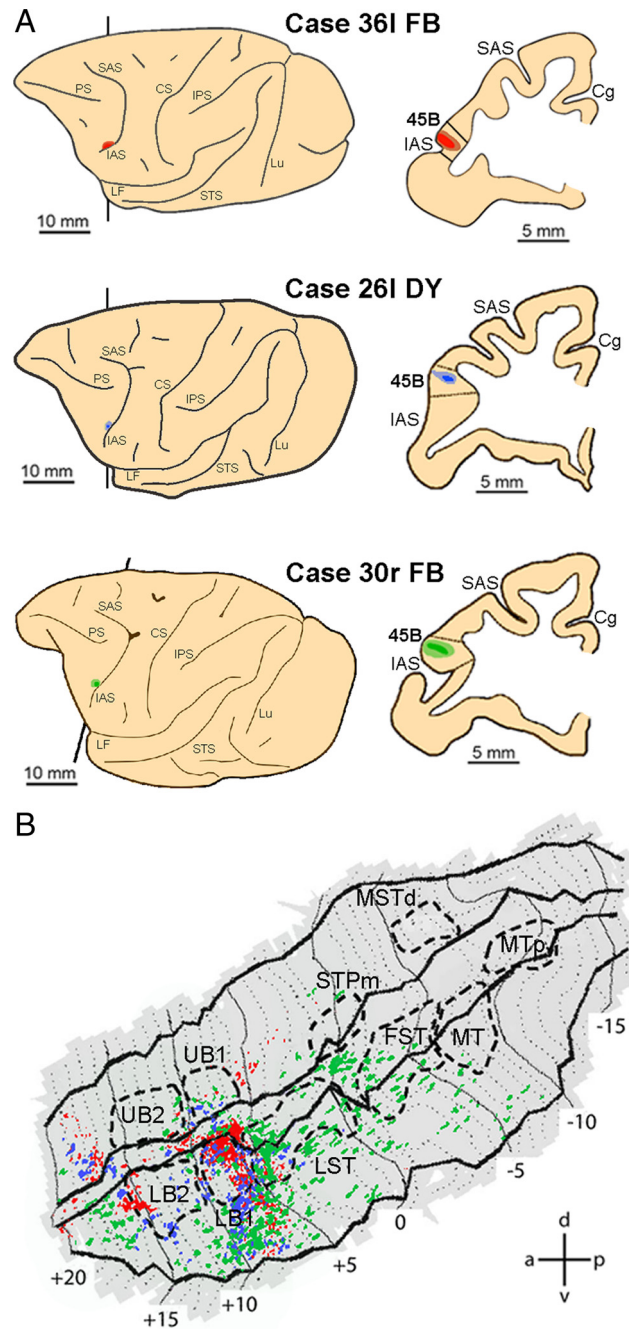 A
Case 36l FB
SAS
PS
CS
IPS
IAS
Lu
LF
STS
10 mm
SAS
Cg
45B
IAS
5 mm
Case 26l DY
SAS
PS
CS
IPS
IAS
Lu
LF
STS
10 mm
SAS
Cg
45B
IAS
5 mm
Case 30r FB
SAS
PS
CS
IPS
IAS
Lu
LF
STS
10 mm
SAS
Cg
45B
IAS
5 mm
B
MSTd
MTp
STPm
-15
UB1
FST
MT
UB2
-10
LST
LB2
LB1
-5
0
+5
+20
+10
+15
d
a
p
v